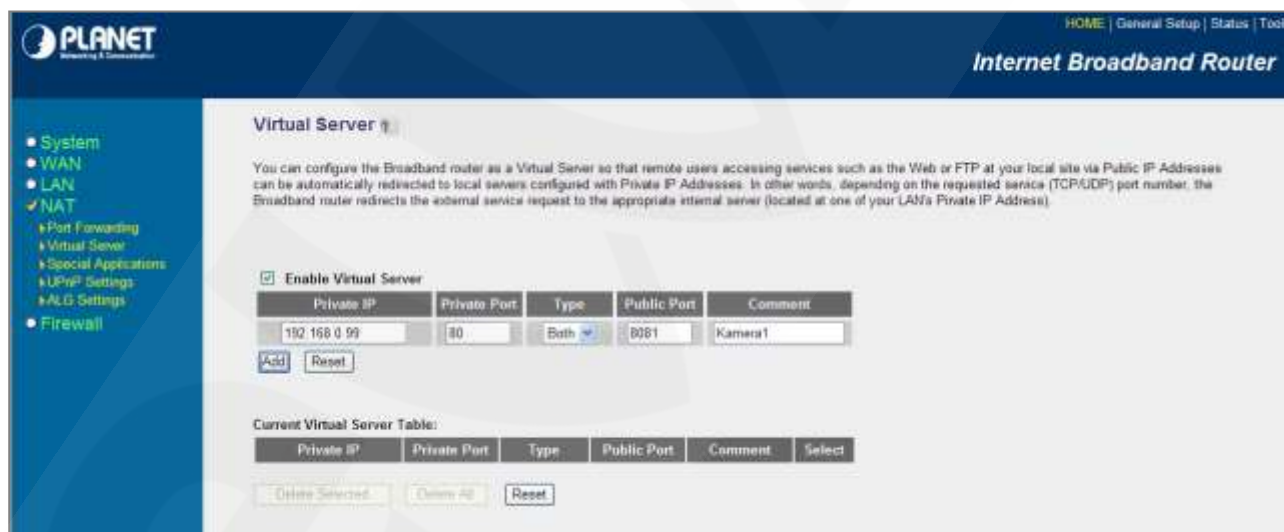 PLANET
Networking & Communication
HOME | General Setup | Status | Tool
Internet Broadband Router
System
WAN
LAN
NAT
Port Forwarding
Virtual Server
Special Applications
UPnP Settings
ALG Settings
Firewall
Virtual Server
You can configure the Broadband router as a Virtual Server so that remote users accessing services such as the Web or FTP at your local site via Public IP Addresses
can be automatically redirected to local servers configured with Private IP Addresses. In other words, depending on the requested service (TCP/UDP) port number, the
Broadband router redirects the external service request to the appropriate internal server (located at one of your LAN's Private IP Address).
Enable Virtual Server
Private IP Private Port Type Public Port Comment
192.168.0.99 80 Both 8081 Kamera1
Add Reset
Current Virtual Server Table:
Private IP Private Port Type Public Port Comment Select
Delete Selected Delete All Reset